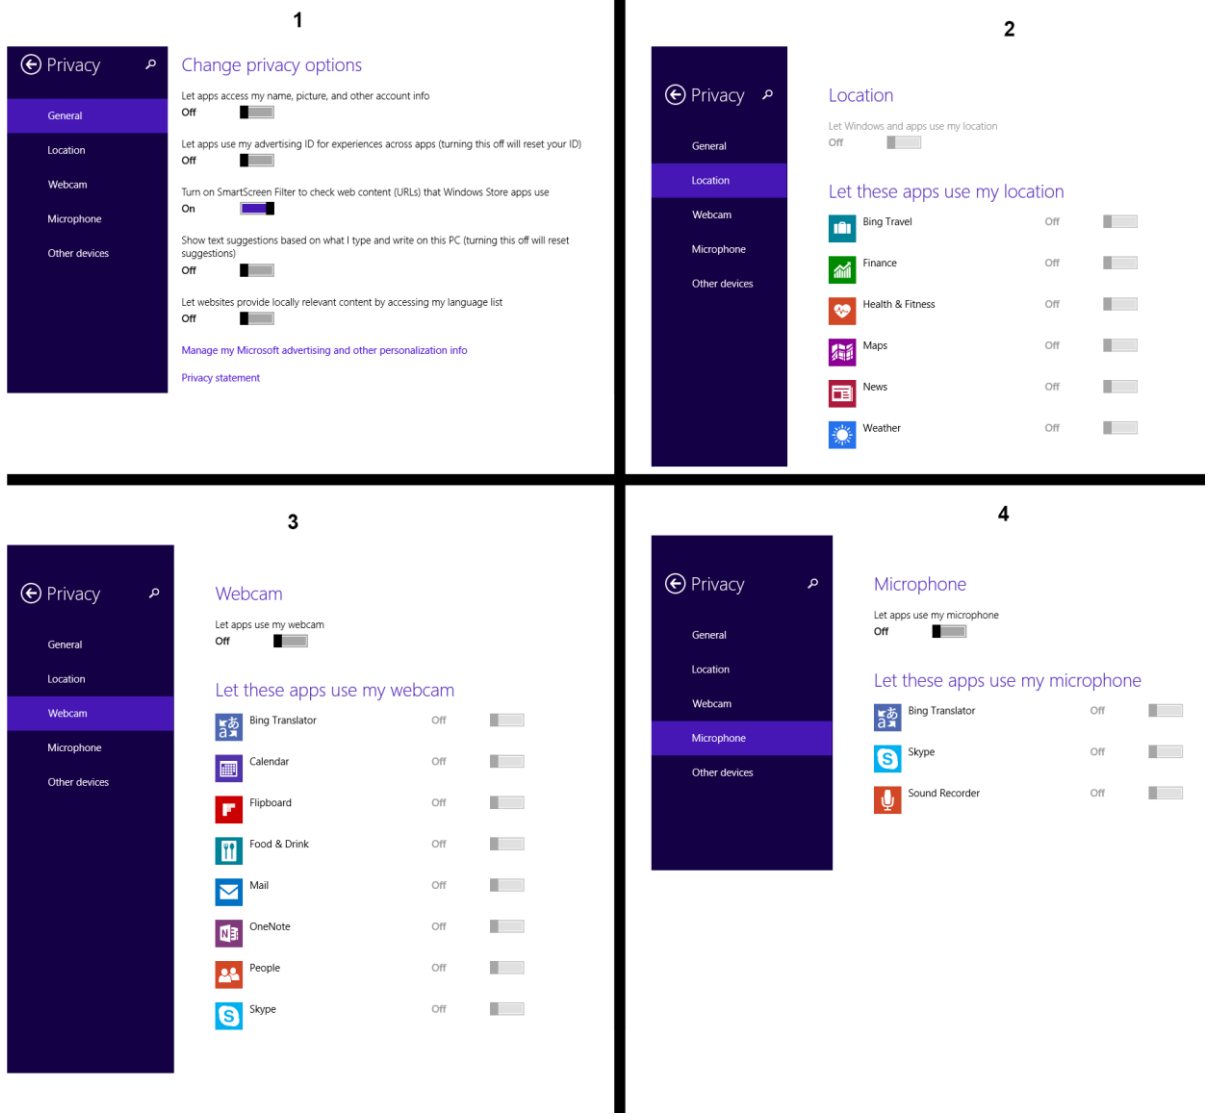 1
Privacy
General
Location
Webcam
Microphone
Other devices
Change privacy options
Let apps access my name, picture, and other account info
Off
Let apps use my advertising ID for experiences across apps (turning this off will reset your ID)
Off
Turn on SmartScreen Filter to check web content (URLs) that Windows Store apps use
On
Show text suggestions based on what I type and write on this PC (turning this off will reset
suggestions)
Off
Let websites provide locally relevant content by accessing my language list
Off
Manage my Microsoft advertising and other personalization info
Privacy statement
2
Privacy
General
Location
Webcam
Microphone
Other devices
Location
Let Windows and apps use my location
Off
Let these apps use my location
Bing Travel Off
Finance Off
Health & Fitness Off
Maps Off
News Off
Weather Off
3
Privacy
General
Location
Webcam
Microphone
Other devices
Webcam
Let apps use my webcam
Off
Let these apps use my webcam
Bing Translator Off
Calendar Off
Flipboard Off
Food & Drink Off
Mail Off
OneNote Off
People Off
Skype Off
4
Privacy
General
Location
Webcam
Microphone
Other devices
Microphone
Let apps use my microphone
Off
Let these apps use my microphone
Bing Translator Off
Skype Off
Sound Recorder Off